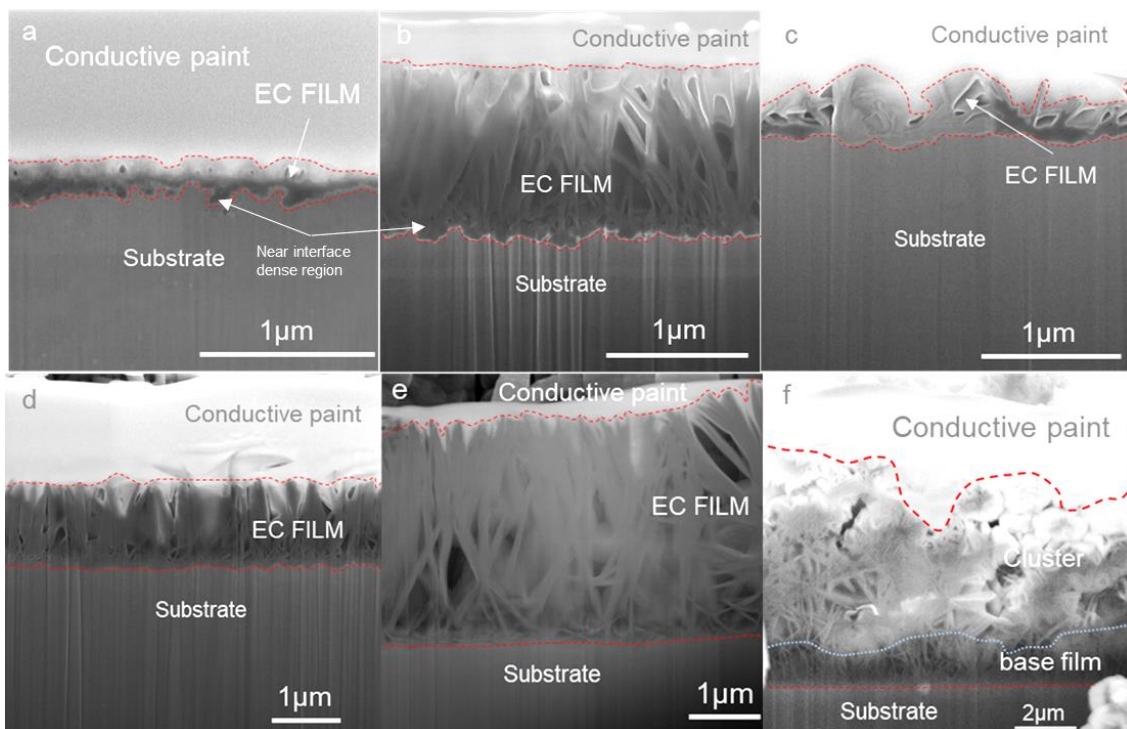 a
Conductive paint
EC FILM
Substrate
Near interface
dense region
1μm
b
Conductive paint
EC FILM
Substrate
1μm
c
Conductive paint
EC FILM
Substrate
1μm
d
Conductive paint
EC FILM
Substrate
1μm
e
Conductive paint
EC FILM
Substrate
1μm
f
Conductive paint
Cluster
base film
Substrate
2μm